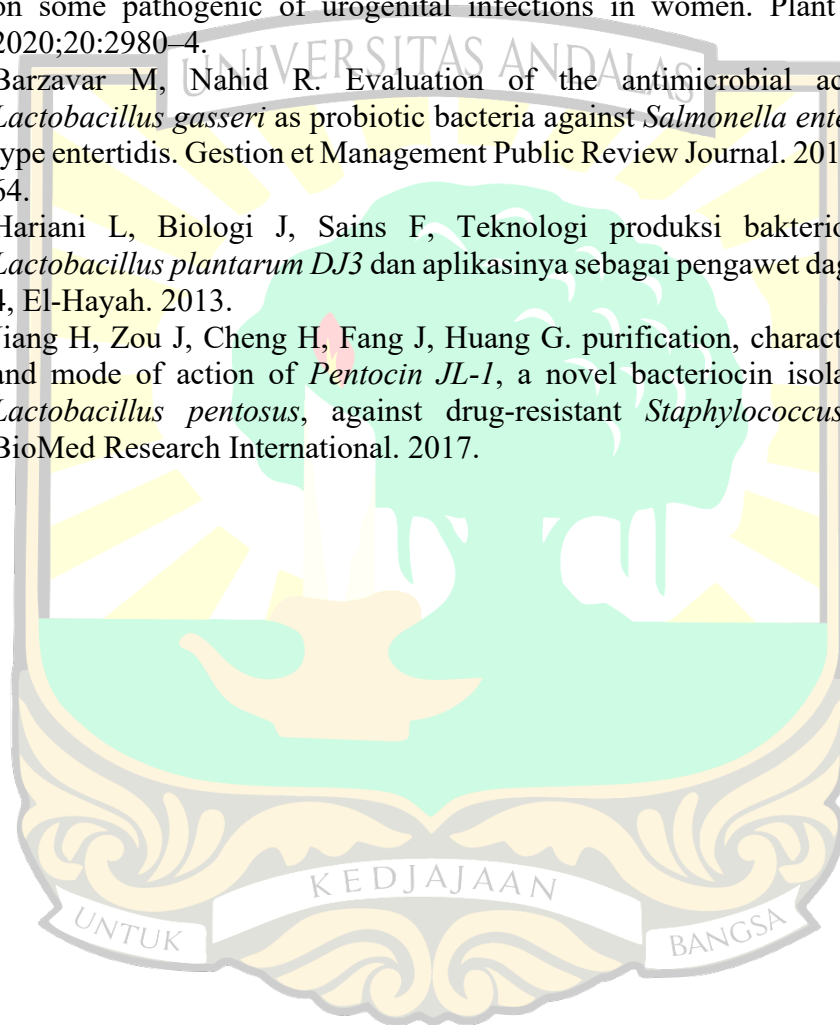 on some pathogenic of urogenital infections in women. Plant
2020;20:2980–4.
UNIVERSITAS ANDALAS
Barzavar M, Nahid R. Evaluation of the antimicrobial ac
Lactobacillus gasseri as probiotic bacteria against Salmonella ente
type entertidis. Gestion et Management Public Review Journal. 201
64.
Hariani L, Biologi J, Sains F, Teknologi produksi bakterio
Lactobacillus plantarum DJ3 dan aplikasinya sebagai pengawet dag
4, El-Hayah. 2013.
Jiang H, Zou J, Cheng H, Fang J, Huang G. purification, charact
and mode of action of Pentocin JL-1, a novel bacteriocin isola
Lactobacillus pentosus, against drug-resistant Staphylococcus
BioMed Research International. 2017.
UNTUK
KEDJAJAAN
BANGSA